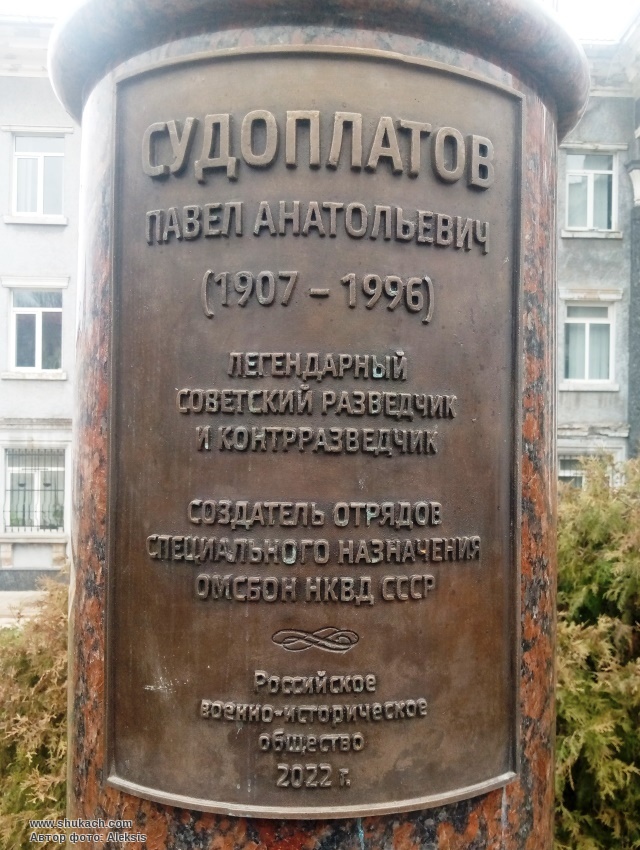 СУДОПЛАТОВ
ПАВЕЛ АНАТОЛЬЕВИЧ
(1907 – 1996)
ЛЕГЕНДАРНЫЙ
СОВЕТСКИЙ РАЗВЕДЧИК
И КОНТРРАЗВЕДЧИК
СОЗДАТЕЛЬ ОТРЯДОВ
СПЕЦИАЛЬНОГО НАЗНАЧЕНИЯ
ОМСБОН НКВД СССР
Российское
военно-историческое
общество
2022 г.
www.shukach.com
Автор фото: Aleksis